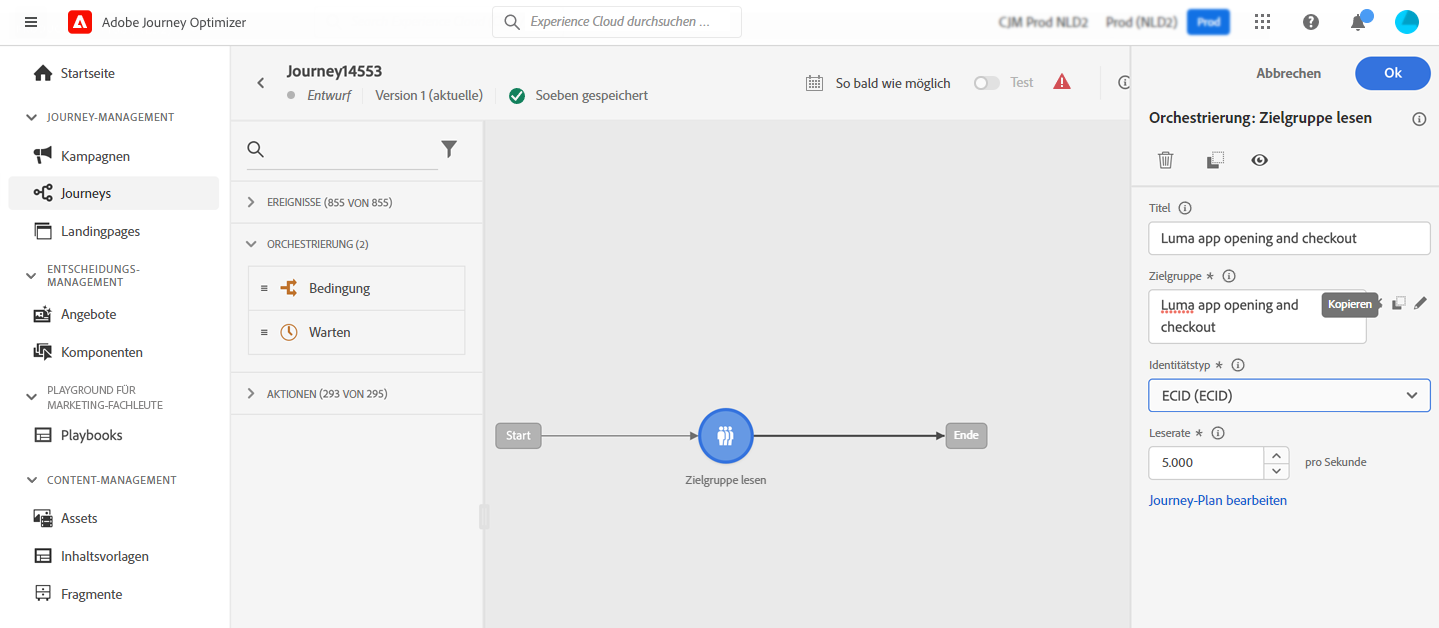 Adobe Journey Optimizer
Experience Cloud durchsuchen ...
CJM Prod NLD2
Prod (NLD2)
Prod
Startseite
JOURNEY-MANAGEMENT
Kampagnen
Journeys
Landingpages
ENTSCHEIDUNGS-
MANAGEMENT
Angebote
Komponenten
PLAYGROUND FÜR
MARKETING-FACHLEUTE
Playbooks
CONTENT-MANAGEMENT
Assets
Inhaltsvorlagen
Fragmente
Journey14553
Entwurf
Version 1 (aktuelle)
Soeben gespeichert
So bald wie möglich
Test
EREIGNISSE (855 VON 855)
ORCHESTRIERUNG (2)
Bedingung
Warten
AKTIONEN (293 VON 295)
Start
Zielgruppe lesen
Ende
Abbrechen
Ok
Orchestrierung: Zielgruppe lesen
Titel
Luma app opening and checkout
Zielgruppe *
Luma app opening and
checkout
Kopieren
Identitätstyp *
ECID (ECID)
Leserate *
5.000
pro Sekunde
Journey-Plan bearbeiten